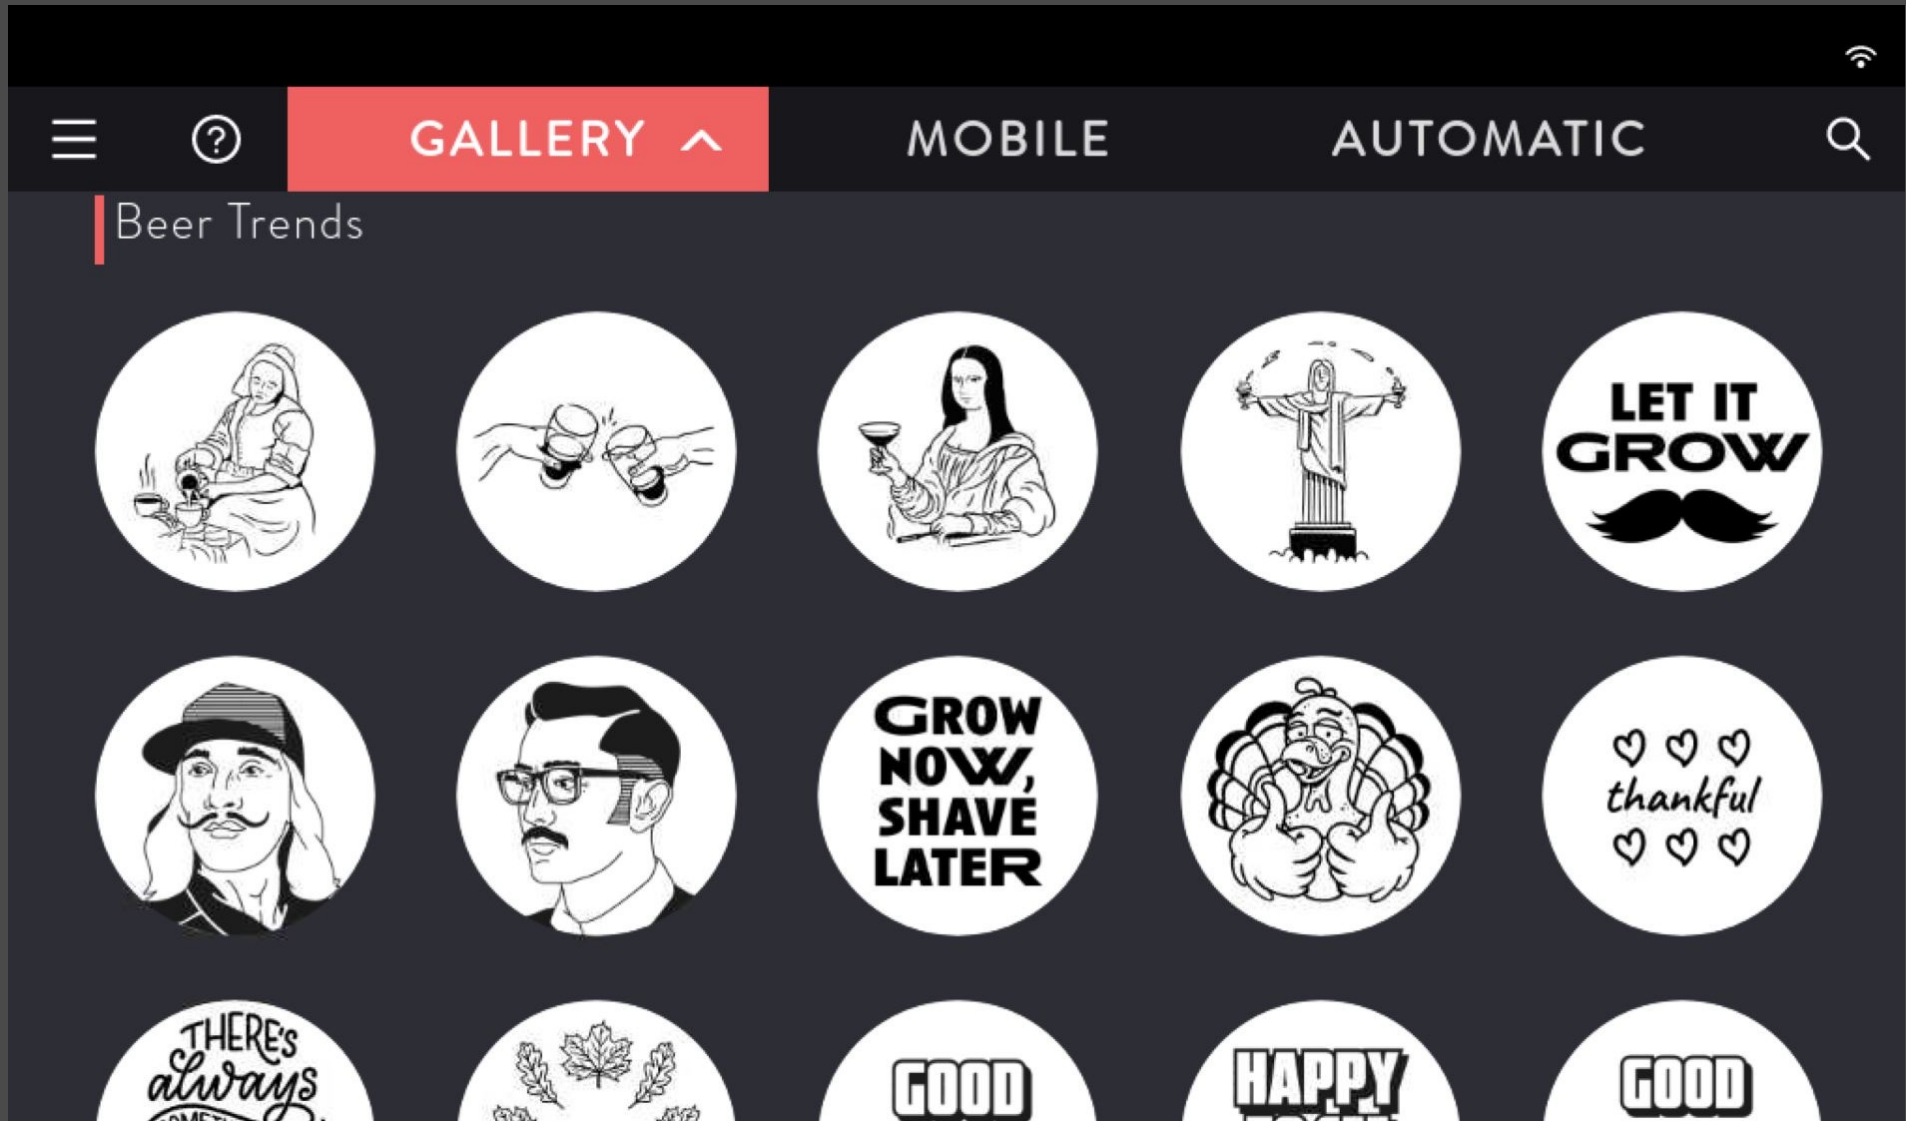 GALLERY
MOBILE
AUTOMATIC
Beer Trends
LET IT
GROW
GROW
NOW,
SHAVE
LATER
thankful
THERE'S
always
GOOD
HAPPY
GOOD